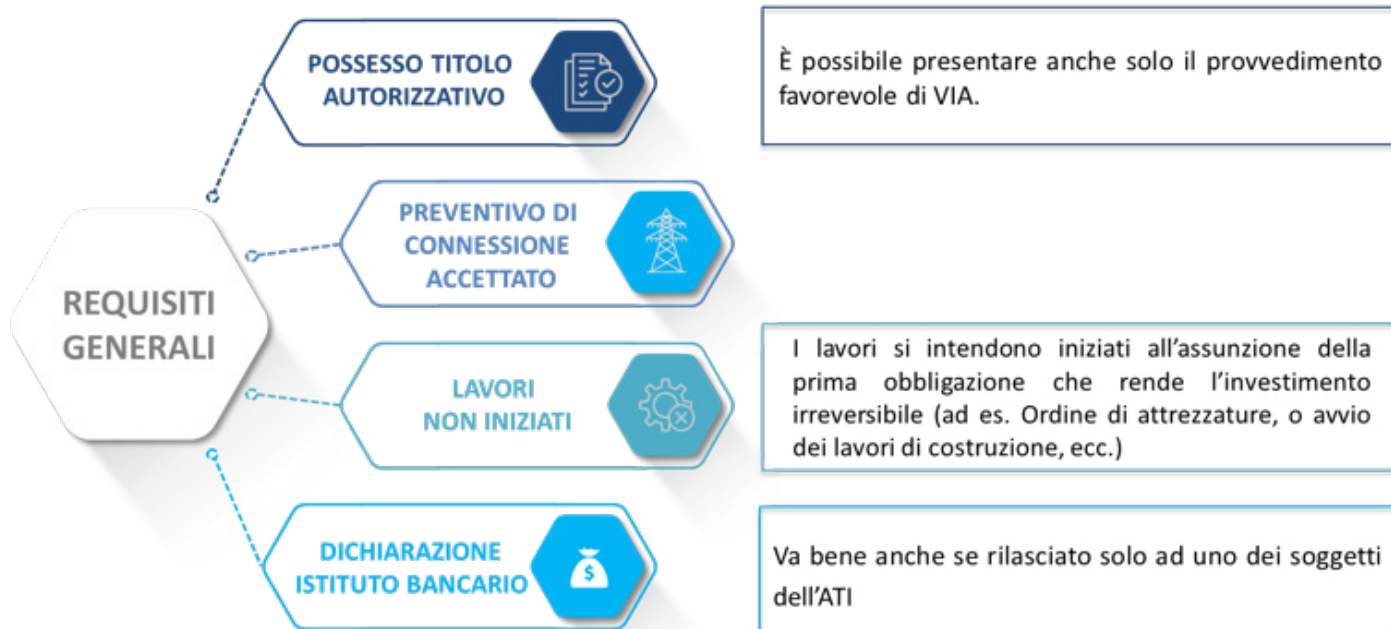 POSSESSO TITOLO
AUTORIZZATIVO
È possibile presentare anche solo il provvedimento
favorevole di VIA.
PREVENTIVO DI
CONNESSIONE
ACCETTATO
REQUISITI
GENERALI
LAVORI
NON INIZIATI
I lavori si intendono iniziati all’assunzione della
prima obbligazione che rende l’investimento
irreversibile (ad es. Ordine di attrezzature, o avvio
dei lavori di costruzione, ecc.)
DICHIARAZIONE
ISTITUTO BANCARIO
$
Va bene anche se rilasciato solo ad uno dei soggetti
dell’ATI